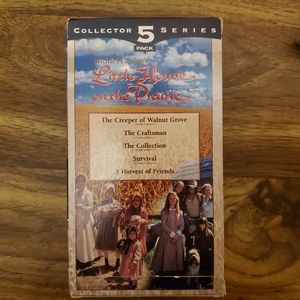 COLLECTOR 5 SERIES
PACK
Little House
on the Prairie
The Creeper of Walnut Grove
The Craftsman
The Collection
Survival
A Harvest of Friends